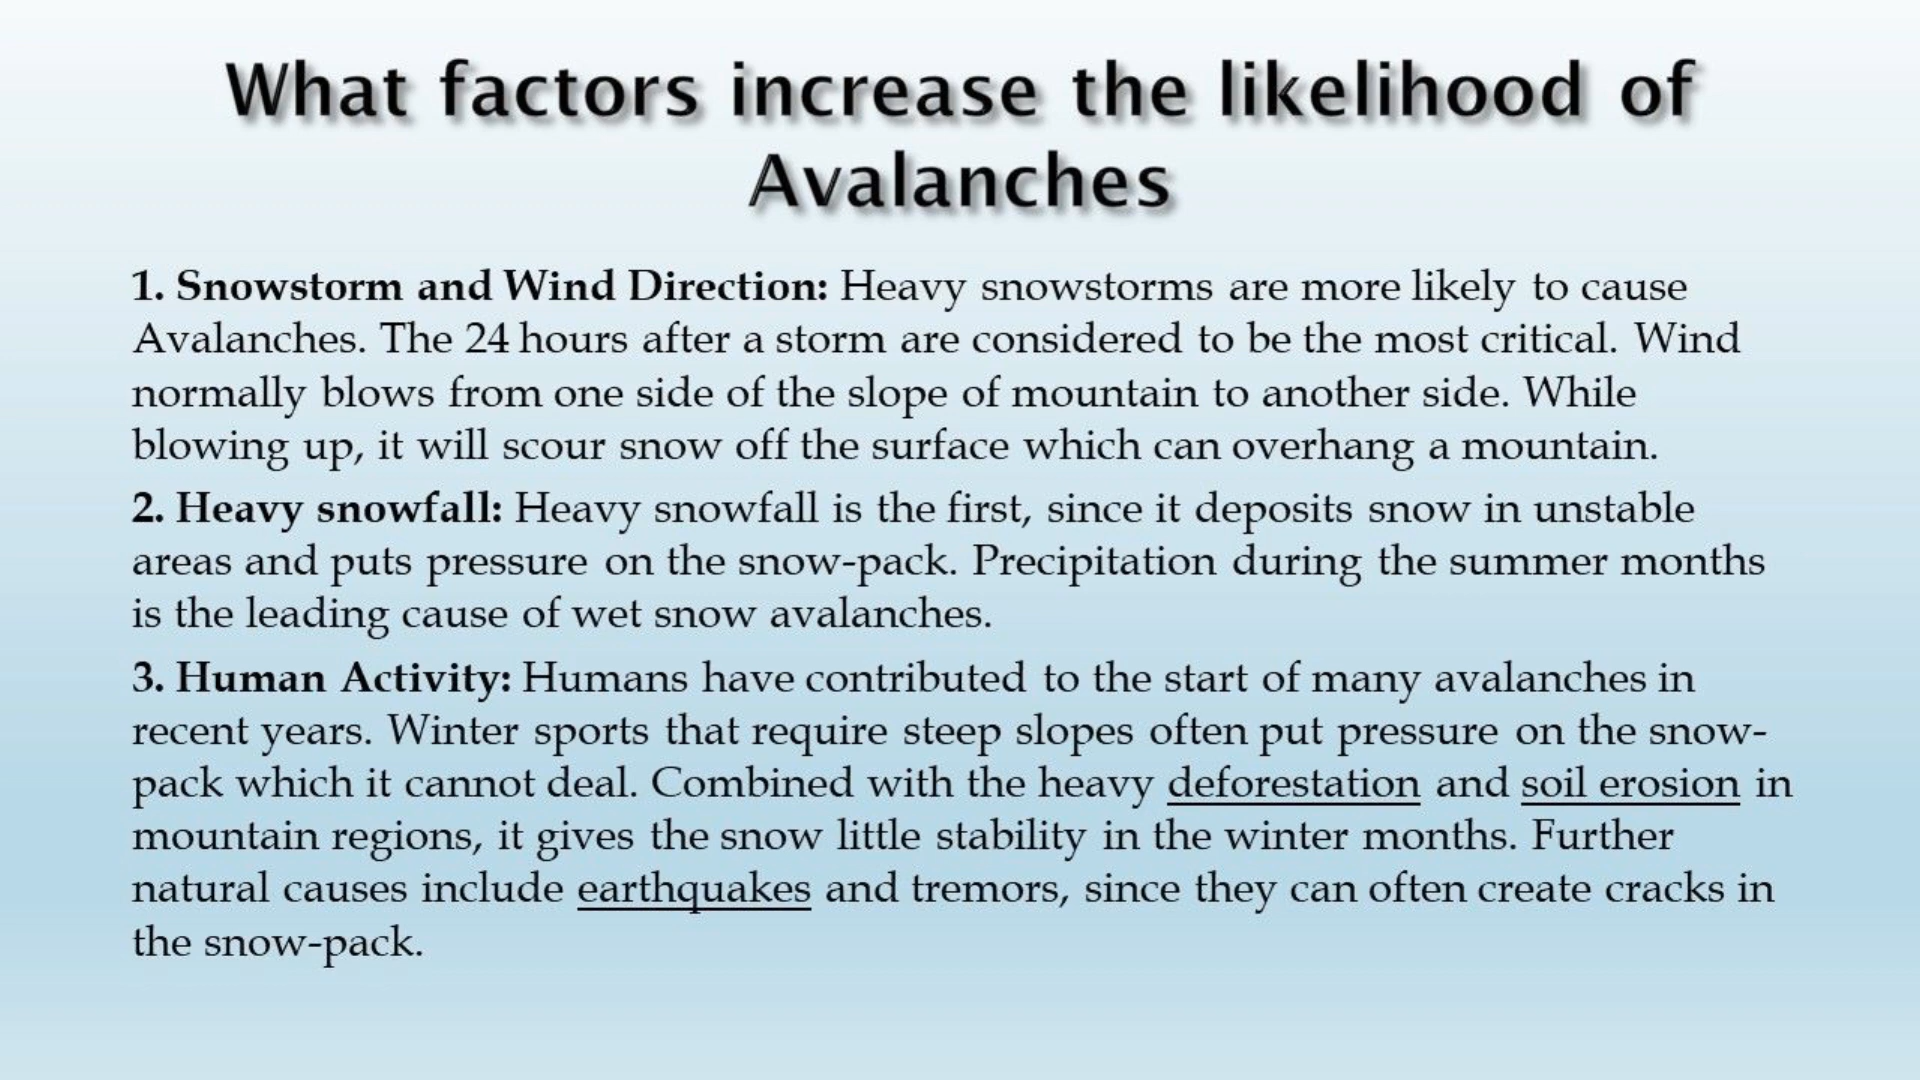 What factors increase the likelihood of
Avalanches
1. Snowstorm and Wind Direction: Heavy snowstorms are more likely to cause
Avalanches. The 24 hours after a storm are considered to be the most critical. Wind
normally blows from one side of the slope of mountain to another side. While
blowing up, it will scour snow off the surface which can overhang a mountain.
2. Heavy snowfall: Heavy snowfall is the first, since it deposits snow in unstable
areas and puts pressure on the snow-pack. Precipitation during the summer months
is the leading cause of wet snow avalanches.
3. Human Activity: Humans have contributed to the start of many avalanches in
recent years. Winter sports that require steep slopes often put pressure on the snow-
pack which it cannot deal. Combined with the heavy deforestation and soil erosion in
mountain regions, it gives the snow little stability in the winter months. Further
natural causes include earthquakes and tremors, since they can often create cracks in
the snow-pack.